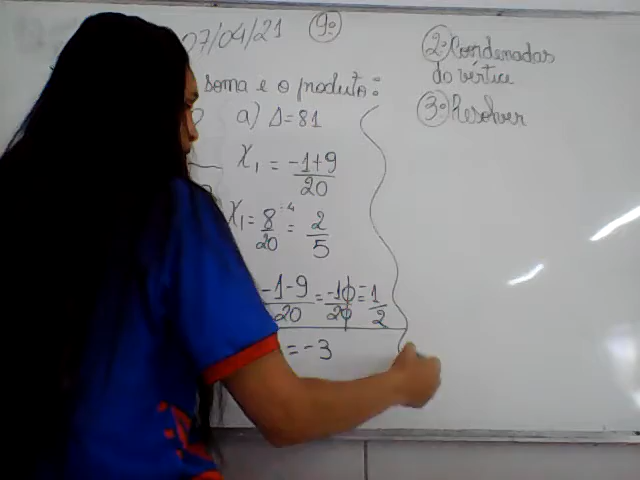 07/04/21 9º
soma e o produto:
a) Δ=81
X₁ = -1+9/20
X₁= 8/20 :4 = 2/5
-1-9/20 = -10/20 = 1/2
= -3
2º Coordenadas
do vértice
3º Resolver